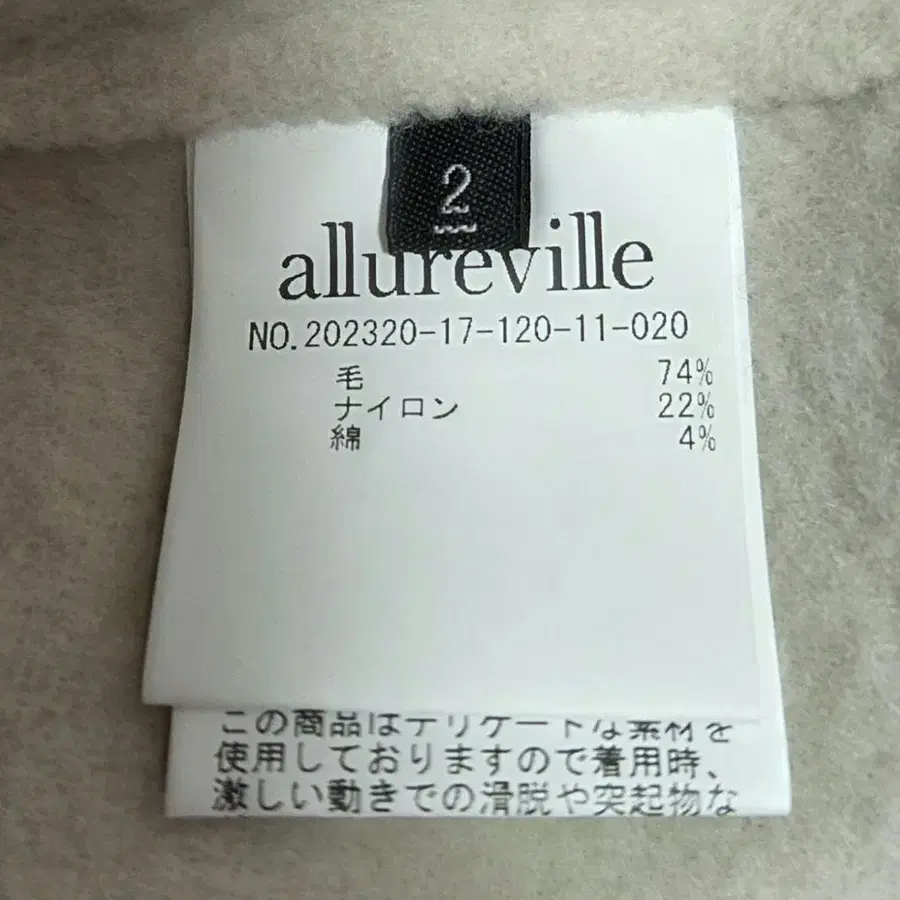 2
allureville
NO.202320-17-120-11-020
毛 74%
ナイロン 22%
綿 4%
この商品はデリケートな素材を
使用しておりますので着用時、
激しい動きでの滑脱や突起物な